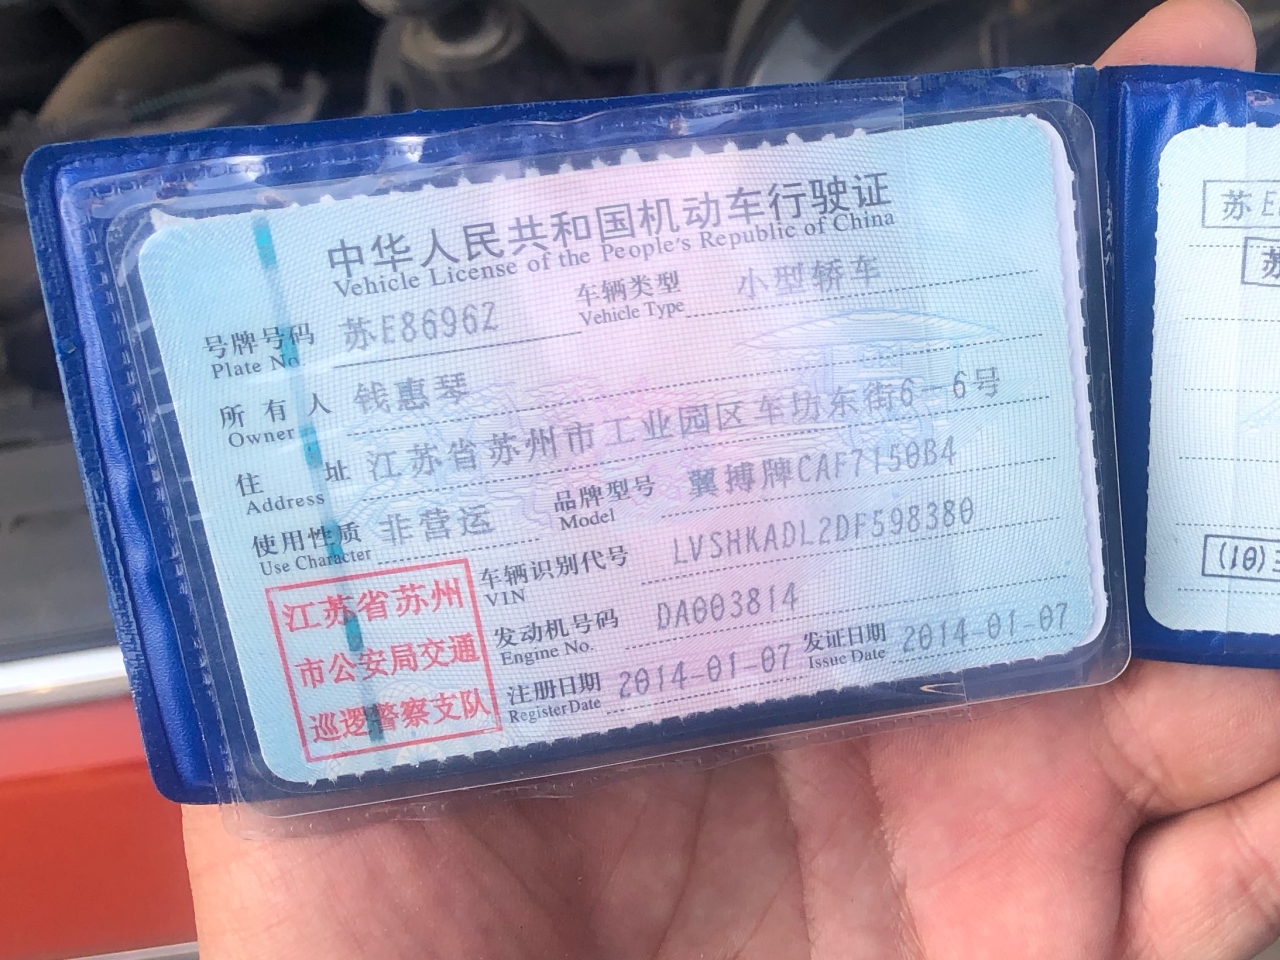 中华人民共和国机动车行驶证
Vehicle License of the People's Republic of China
号牌号码 苏E8696Z 车辆类型 小型轿车
Plate No. Vehicle Type
所有人 钱惠琴
Owner
住址 江苏省苏州市工业园区车坊东街6-6号
Address
使用性质 非营运 品牌型号 翼搏牌CAF7150B4
Use Character Model
车辆识别代号 LVSHKADL2DF598380
VIN
发动机号码 DA003814
Engine No.
注册日期 2014-01-07 发证日期 2014-01-07
Register Date Issue Date
江苏省苏州
市公安局交通
巡逻警察支队
苏E
苏
(10)3